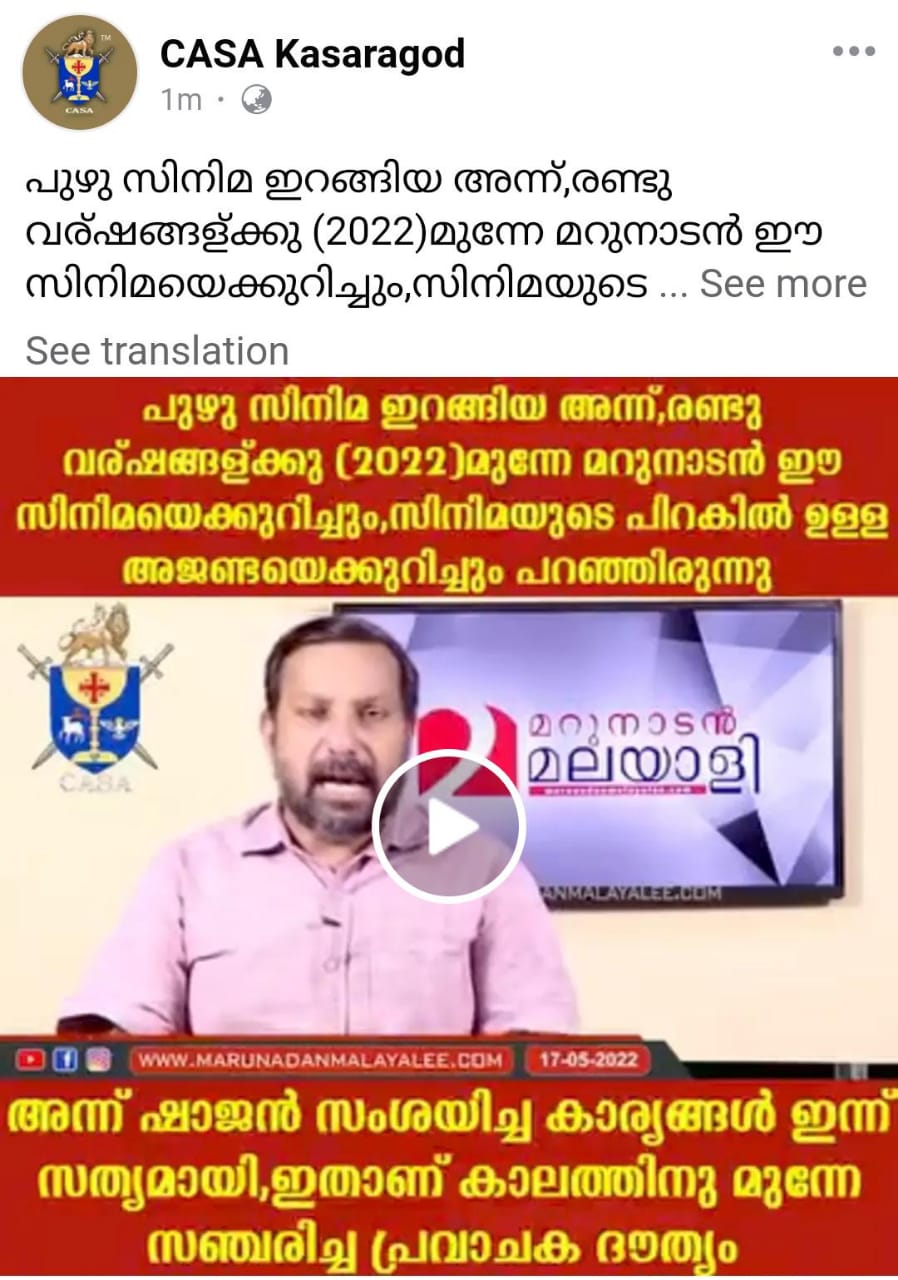 CASA Kasaragod
1m ·
പുഴു സിനിമ ഇറങ്ങിയ അന്ന്,രണ്ടു
വര്ഷങ്ങള്ക്കു (2022)മുന്നേ മറുനാടൻ ഈ
സിനിമയെക്കുറിച്ചും,സിനിമയുടെ ... See more
See translation
പുഴു സിനിമ ഇറങ്ങിയ അന്ന്,രണ്ടു
വര്ഷങ്ങള്ക്കു (2022)മുന്നേ മറുനാടൻ ഈ
സിനിമയെക്കുറിച്ചും,സിനിമയുടെ പിറകിൽ ഉളള
അജണ്ടയെക്കുറിച്ചും പറഞ്ഞിരുന്നു
CASA
മറുനാടൻ
മലയാളി
ANMALAYALEE.COM
WWW.MARUNADANMALAYALEE.COM 17-05-2022
അന്ന് ഷാജൻ സംശയിച്ച കാര്യങ്ങൾ ഇന്ന്
സത്യമായി,ഇതാണ് കാലത്തിനു മുന്നേ
സഞ്ചരിച്ച പ്രവാചക ദൗത്യം